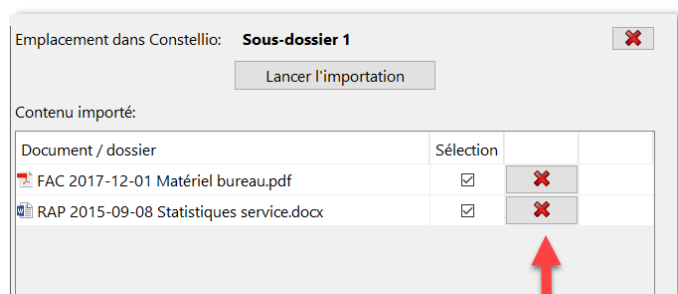 Emplacement dans Constellio: Sous-dossier 1
Lancer l'importation
Contenu importé:
Document / dossier Sélection
FAC 2017-12-01 Matériel bureau.pdf
RAP 2015-09-08 Statistiques service.docx